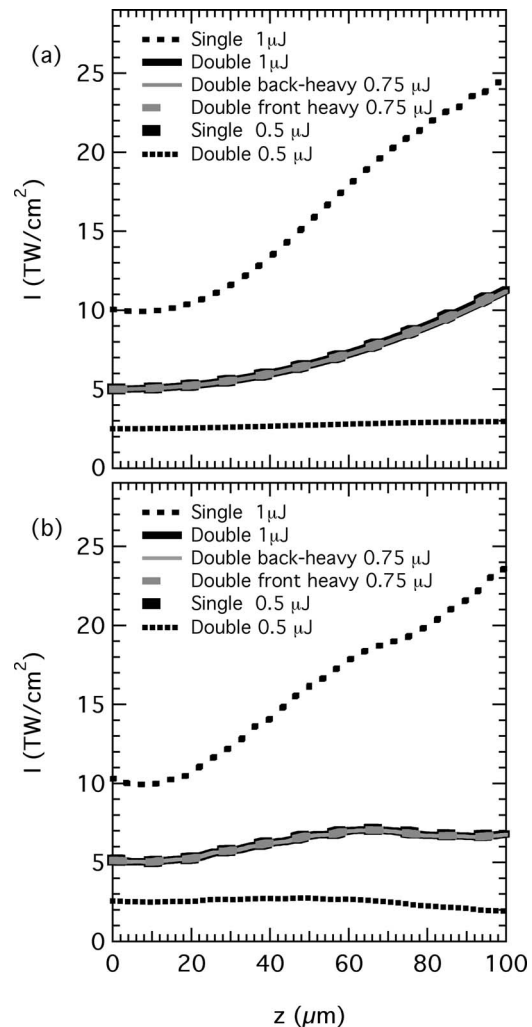 (a)
Single 1μJ
Double 1μJ
Double back-heavy 0.75 μJ
Double front heavy 0.75 μJ
Single 0.5 μJ
Double 0.5 μJ
25
20
15
10
5
0
I (TW/cm²)
(b)
Single 1μJ
Double 1μJ
Double back-heavy 0.75 μJ
Double front heavy 0.75 μJ
Single 0.5 μJ
Double 0.5 μJ
25
20
15
10
5
0
I (TW/cm²)
0 20 40 60 80 100
z (μm)